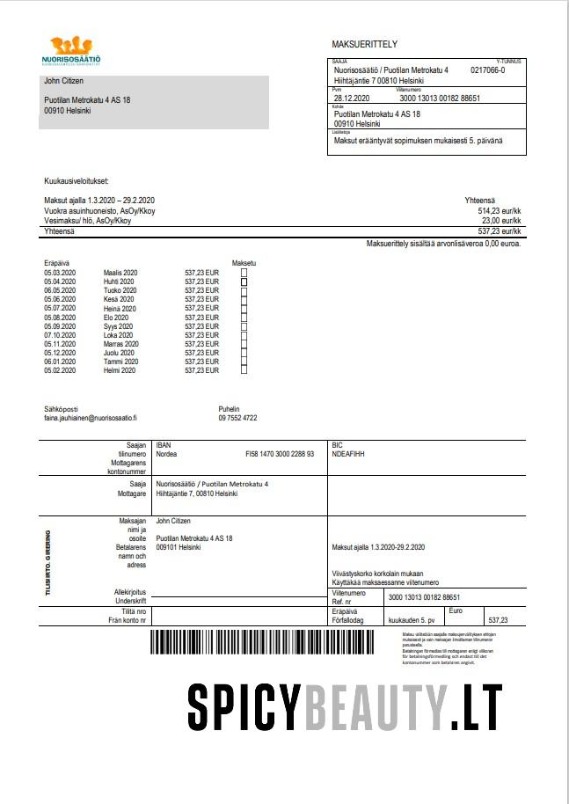 NUORISOSÄÄTIÖ
John Citizen
Puotilan Metrokatu 4 AS 18
00910 Helsinki
MAKSUERITTELY
SAAJA Y-TUNNUS
Nuorisosäätiö / Puotilan Metrokatu 4 0217066-0
Hiihtäjäntie 7 00810 Helsinki
Pvm Viitenumero
28.12.2020 3000 13013 00182 88651
Kohde
Puotilan Metrokatu 4 AS 18
00910 Helsinki
Lisätietoja
Maksut erääntyvät sopimuksen mukaisesti 5. päivänä
Kuukausiveloitukset:
Maksut ajalla 1.3.2020 – 29.2.2020 Yhteensä
Vuokra asuinhuoneisto, AsOy/Kkoy 514,23 eur/kk
Vesimaksu/ hlö, AsOy/Kkoy 23,00 eur/kk
Yhteensä 537,23 eur/kk
Maksuerittely sisältää arvonlisäveroa 0,00 euroa.
Eräpäivä Maksetu
05.03.2020 Maalis 2020 537,23 EUR
05.04.2020 Huhti 2020 537,23 EUR
06.05.2020 Tuoko 2020 537,23 EUR
05.06.2020 Kesä 2020 537,23 EUR
05.07.2020 Heinä 2020 537,23 EUR
05.08.2020 Elo 2020 537,23 EUR
05.09.2020 Syys 2020 537,23 EUR
07.10.2020 Loka 2020 537,23 EUR
05.11.2020 Marras 2020 537,23 EUR
05.12.2020 Juolu 2020 537,23 EUR
06.01.2020 Tammi 2020 537,23 EUR
05.02.2020 Helmi 2020 537,23 EUR
Sähköposti Puhelin
faina.jauhiainen@nuorisosaatio.fi 09 7552 4722
Saajan IBAN BIC
tilinumero Nordea FI58 1470 3000 2288 93 NDEAFIHH
Mottagarens
kontonummer
Saaja Nuorisosäätiö / Puotilan Metrokatu 4
Mottagare Hiihtäjäntie 7, 00810 Helsinki
TILISIIRTO. GIRERING
Maksajan John Citizen
nimi ja
osoite Puotilan Metrokatu 4 AS 18
Betalarens 009101 Helsinki Maksut ajalla 1.3.2020-29.2.2020
namn och
adress
Viivästyskorko korkolain mukaan
Käyttäkää maksaessanne viitenumero
Allekirjoitus
Underskrift
Viitenumero 3000 13013 00182 88651
Ref. nr
Tilitä nro
Från konto nr
Eräpäivä Euro
Förfallodag kuukauden 5. pv 537,23
SPICYBEAUTY.LT